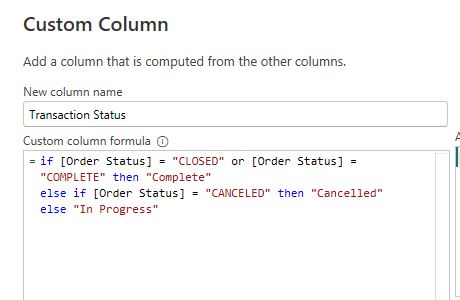 Custom Column
Add a column that is computed from the other columns.
New column name
Transaction Status
Custom column formula
= if [Order Status] = "CLOSED" or [Order Status] =
"COMPLETE" then "Complete"
else if [Order Status] = "CANCELED" then "Cancelled"
else "In Progress"